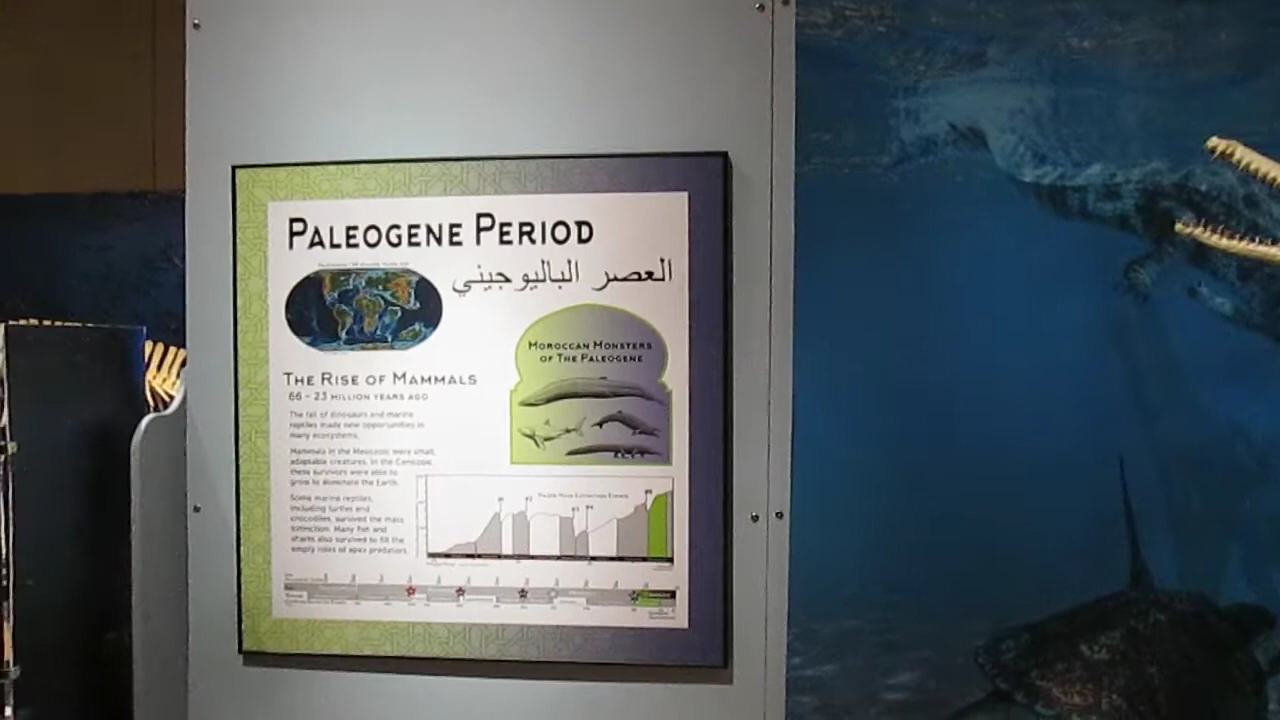 PALEOGENE PERIOD
العصر الباليوجيني
MOROCCAN MONSTERS
OF THE PALEOGENE
THE RISE OF MAMMALS
66 - 23 MILLION YEARS AGO
The fall of dinosaurs and marine
reptiles made new opportunities in
many ecosystems.
Mammals in the Mesozoic were small,
adaptable creatures. In the Cenozoic
these survivors were able to
grow to dominate the Earth.
Some marine reptiles,
including turtles and
crocodiles, survived the mass
extinction. Many fish and
sharks also survived to fill the
empty roles of apex predators.